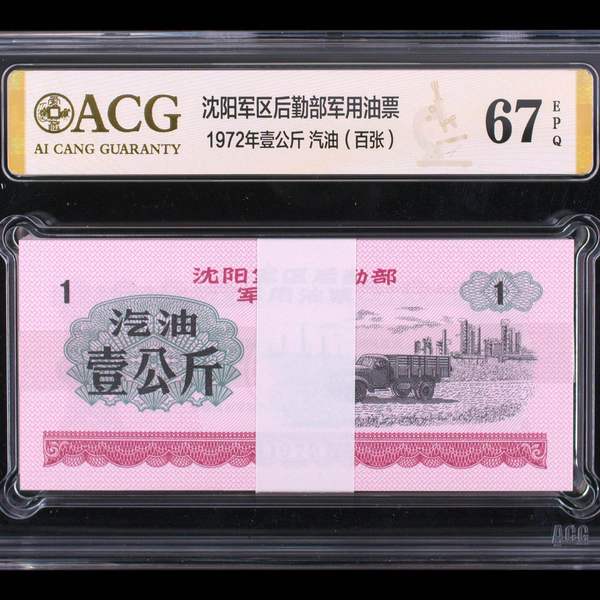 ACG
AI CANG GUARANTY
沈阳军区后勤部军用油票
1972年壹公斤 汽油（百张）
67
EPQ
沈阳军区后勤部
军用油票
1
1
汽油
壹公斤
ACG